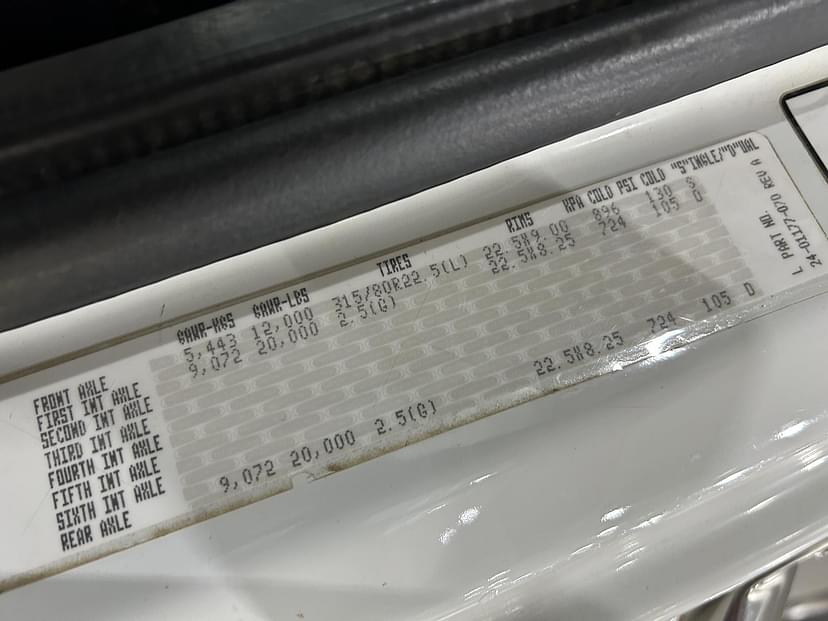 GAWR-KGS GAWR-LBS TIRES RIMS KPA COLD PSI COLD "S"INGLE/"D"UAL
FRONT AXLE 5,443 12,000 315/80R22.5(L) 22.5X9.00 896 130 S
FIRST INT AXLE 9,072 20,000 2.5(G) 22.5X8.25 724 105 D
SECOND INT AXLE
THIRD INT AXLE
FOURTH INT AXLE
FIFTH INT AXLE
SIXTH INT AXLE
REAR AXLE 9,072 20,000 2.5(G) 22.5X8.25 724 105 D
L PART NO.
24-01177-070 REV A